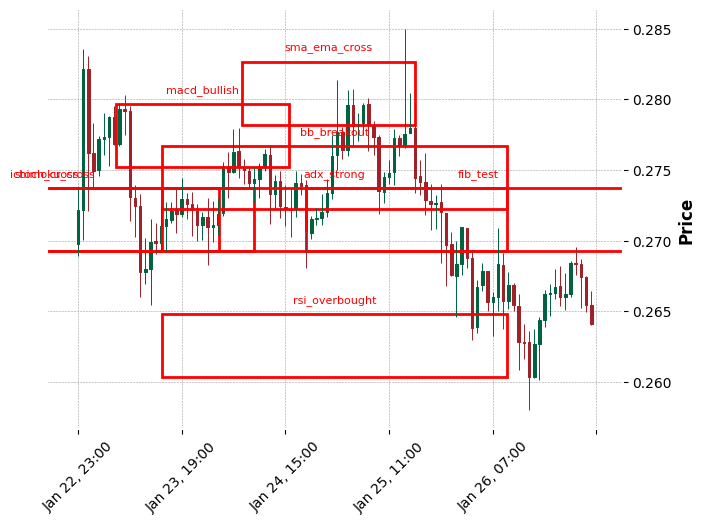 sma_ema_cross
macd_bullish
bb_breakout
adx_strong
fib_test
rsi_overbought
0.285
0.280
0.275
0.270
0.265
0.260
Price
Jan 22, 23:00
Jan 23, 19:00
Jan 24, 15:00
Jan 25, 11:00
Jan 26, 07:00